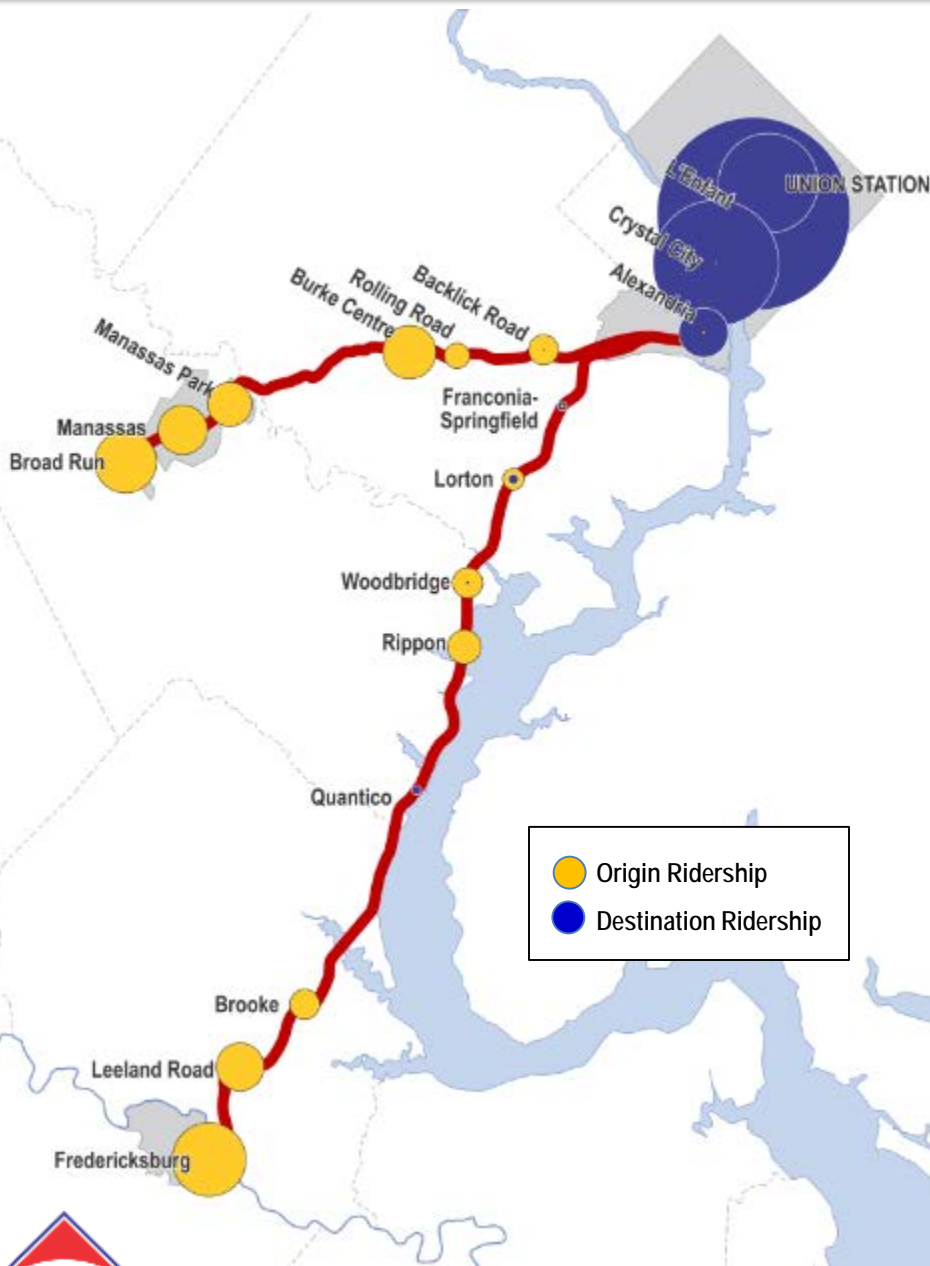 L'Enfant
UNION STATION
Crystal City
Alexandria
Backlick Road
Rolling Road
Burke Centre
Manassas Park
Manassas
Broad Run
Franconia-
Springfield
Lorton
Woodbridge
Rippon
Quantico
Origin Ridership
Destination Ridership
Brooke
Leeland Road
Fredericksburg